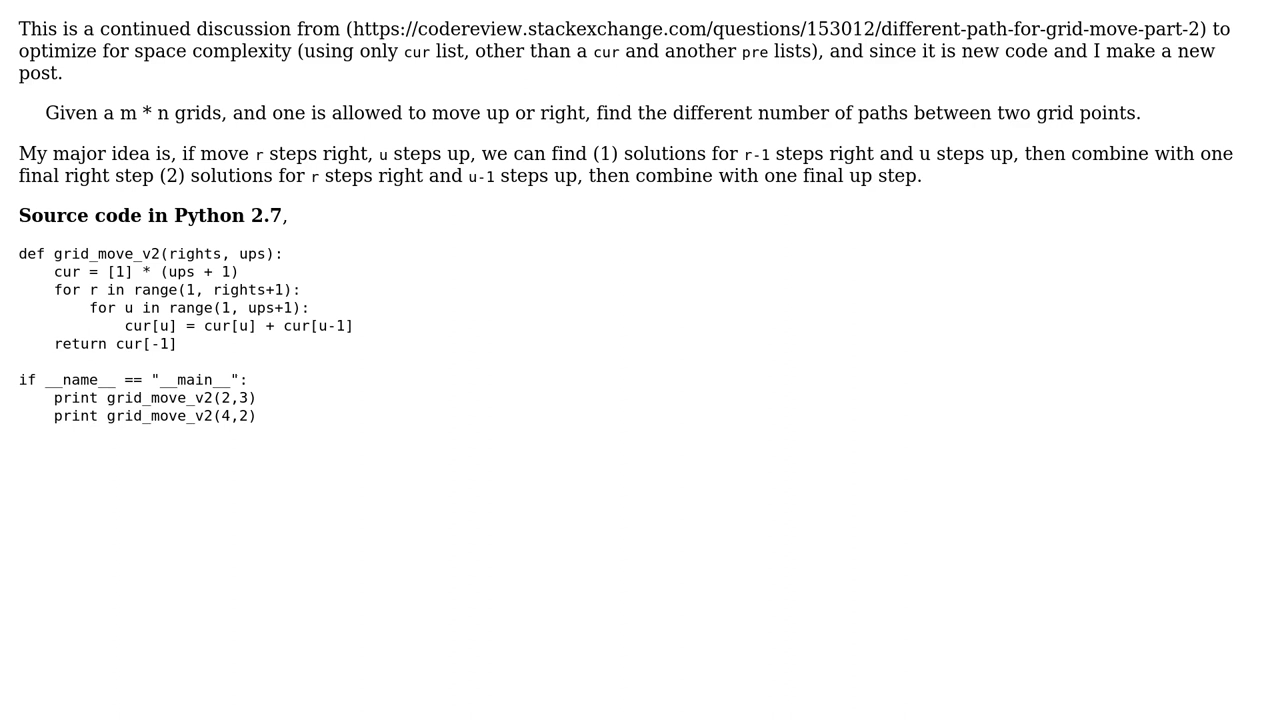 This is a continued discussion from (https://codereview.stackexchange.com/questions/153012/different-path-for-grid-move-part-2) to
optimize for space complexity (using only cur list, other than a cur and another pre lists), and since it is new code and I make a new
post.
Given a m * n grids, and one is allowed to move up or right, find the different number of paths between two grid points.
My major idea is, if move r steps right, u steps up, we can find (1) solutions for r-1 steps right and u steps up, then combine with one
final right step (2) solutions for r steps right and u-1 steps up, then combine with one final up step.
Source code in Python 2.7,
def grid_move_v2(rights, ups):
    cur = [1] * (ups + 1)
    for r in range(1, rights+1):
        for u in range(1, ups+1):
            cur[u] = cur[u] + cur[u-1]
    return cur[-1]
if __name__ == "__main__":
    print grid_move_v2(2,3)
    print grid_move_v2(4,2)